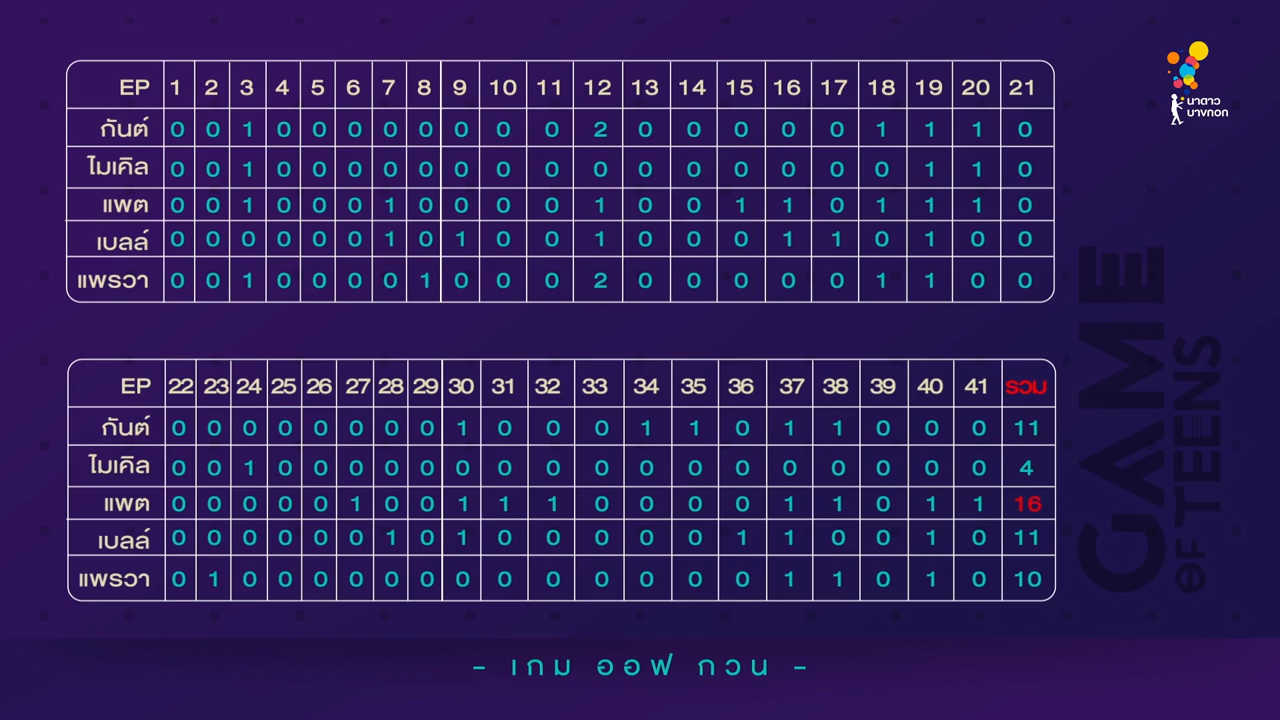 EP 1 2 3 4 5 6 7 8 9 10 11 12 13 14 15 16 17 18 19 20 21
กันต์ 0 0 1 0 0 0 0 0 0 0 0 2 0 0 0 0 0 1 1 1 0
ไมเคิล 0 0 1 0 0 0 0 0 0 0 0 0 0 0 0 0 0 0 1 1 0
แพต 0 0 1 0 0 0 1 0 0 0 0 1 0 0 1 1 0 1 1 1 0
เบลล์ 0 0 0 0 0 0 1 0 1 0 0 1 0 0 0 1 1 0 1 0 0
แพรวา 0 0 1 0 0 0 0 1 0 0 0 2 0 0 0 0 0 1 1 0 0
EP 22 23 24 25 26 27 28 29 30 31 32 33 34 35 36 37 38 39 40 41 รวม
กันต์ 0 0 0 0 0 0 0 0 1 0 0 0 1 1 0 1 1 0 0 0 11
ไมเคิล 0 0 1 0 0 0 0 0 0 0 0 0 0 0 0 0 0 0 0 0 4
แพต 0 0 0 0 0 1 0 0 1 1 1 0 0 0 0 1 1 0 1 1 16
เบลล์ 0 0 0 0 0 0 1 0 1 0 0 0 0 0 1 1 0 0 1 0 11
แพรวา 0 1 0 0 0 0 0 0 0 0 0 0 0 0 0 1 1 0 1 0 10
นาดาว
บางกอก
GAME
OF TEENS
- เกม ออฟ กวน -